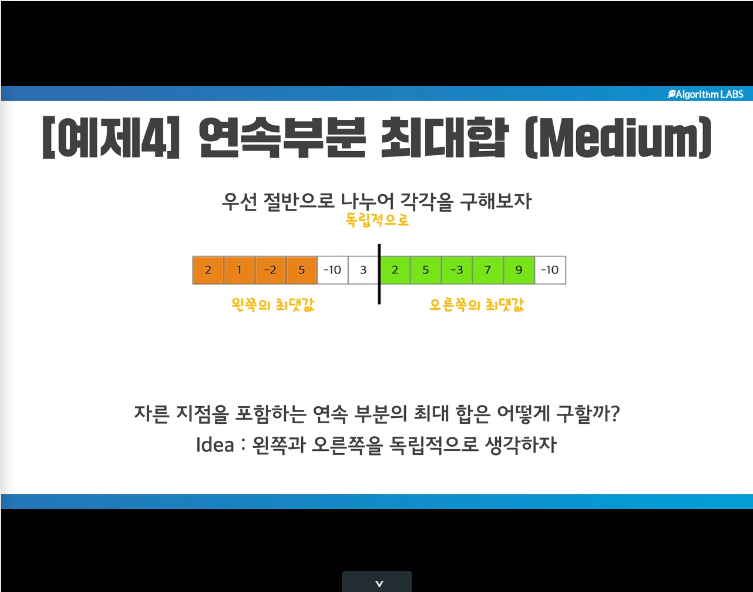 Algorithm LABS
[예제4] 연속부분 최대합 (Medium)
우선 절반으로 나누어 각각을 구해보자
독립적으로
2 1 -2 5 -10 3 2 5 -3 7 9 -10
왼쪽의 최댓값 오른쪽의 최댓값
자른 지점을 포함하는 연속 부분의 최대 합은 어떻게 구할까?
Idea : 왼쪽과 오른쪽을 독립적으로 생각하자